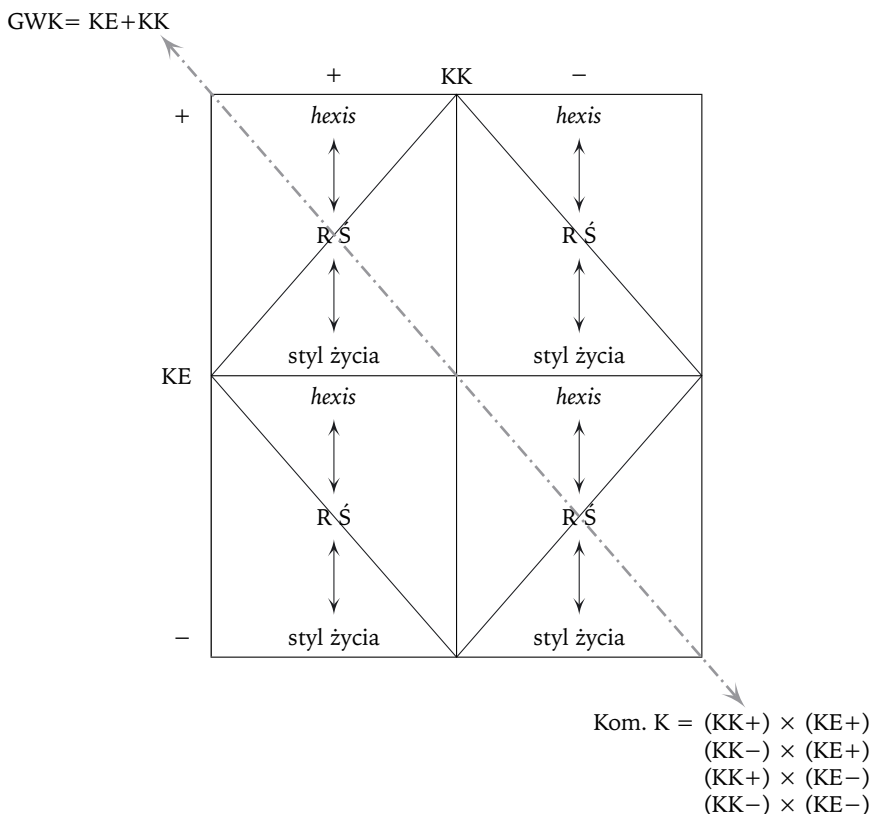 GWK= KE+KK
+ KK −
+
hexis hexis
R Ś R Ś
styl życia styl życia
KE
hexis hexis
R Ś R Ś
− styl życia styl życia
Kom. K = (KK+) × (KE+)
(KK−) × (KE+)
(KK+) × (KE−)
(KK−) × (KE−)